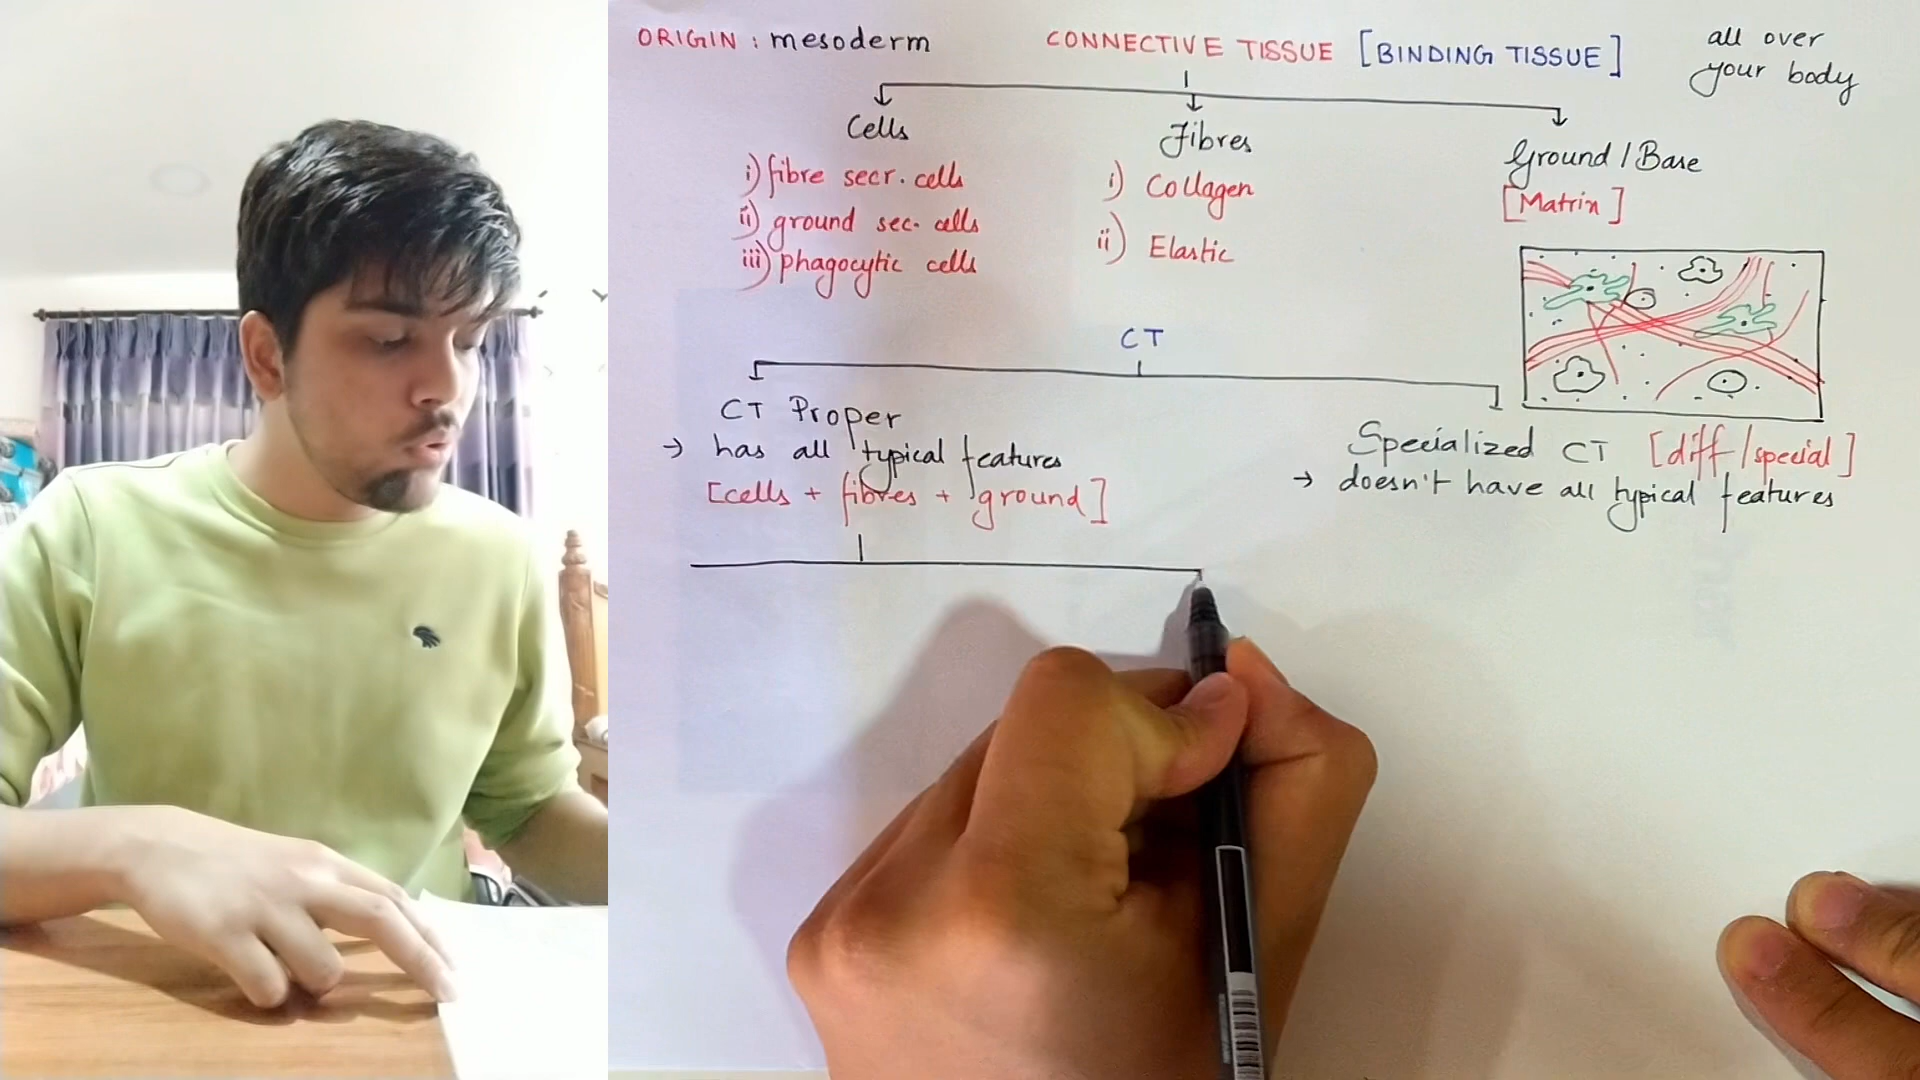 ORIGIN : mesoderm
CONNECTIVE TISSUE [BINDING TISSUE]
all over
your body
Cells
i) fibre secr. cells
ii) ground sec. cells
iii) phagocytic cells
Fibres
i) Collagen
ii) Elastic
Ground / Base
[Matrix]
CT
CT Proper
→ has all typical features
[cells + fibres + ground]
Specialized CT [diff / special]
→ doesn't have all typical features